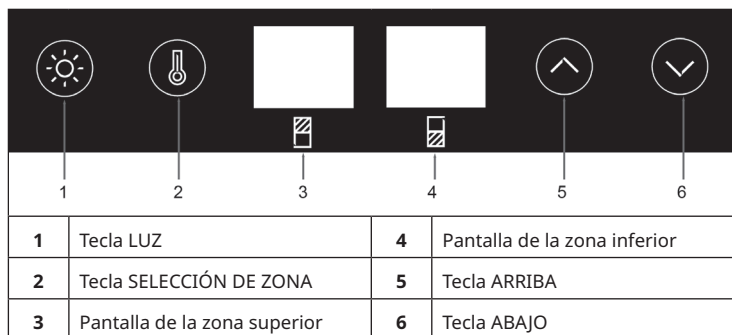 1 2 3 4 5 6
1 Tecla LUZ 4 Pantalla de la zona inferior
2 Tecla SELECCIÓN DE ZONA 5 Tecla ARRIBA
3 Pantalla de la zona superior 6 Tecla ABAJO